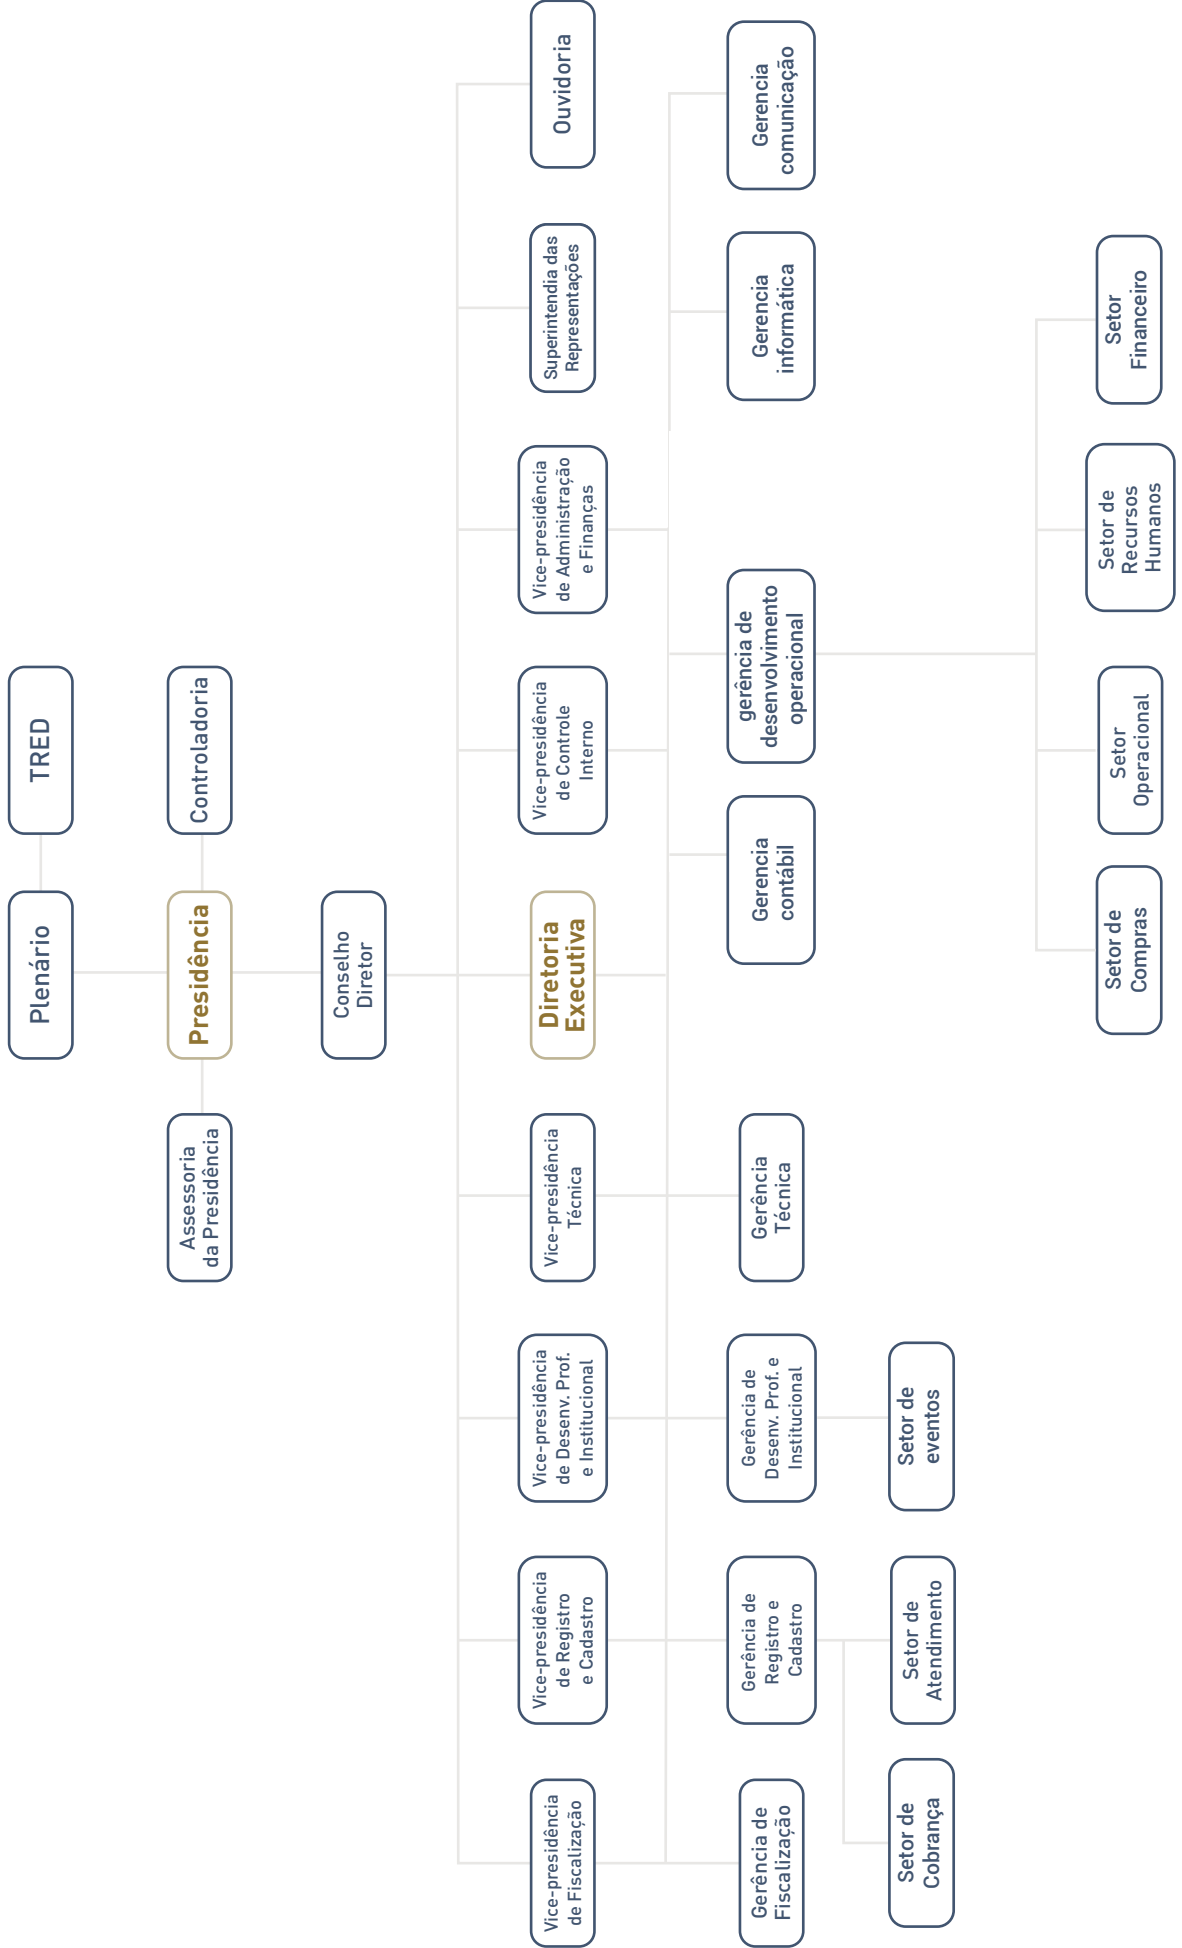 Plenário
TRED
Assessoria
da Presidência
Presidência
Controladoria
Conselho
Diretor
Vice-presidência
de Fiscalização
Vice-presidência
de Registro
e Cadastro
Vice-presidência
de Desenv. Prof.
e Institucional
Vice-presidência
Técnica
Diretoria
Executiva
Vice-presidência
de Controle
Interno
Vice-presidência
de Administração
e Finanças
Superintendia das
Representações
Ouvidoria
Gerência de
Fiscalização
Gerência de
Registro e
Cadastro
Gerência de
Desenv. Prof. e
Institucional
Gerência
Técnica
Gerencia
contábil
gerência de
desenvolvimento
operacional
Gerencia
informática
Gerencia
comunicação
Setor de
Cobrança
Setor de
Atendimento
Setor de
eventos
Setor de
Compras
Setor
Operacional
Setor de
Recursos
Humanos
Setor
Financeiro